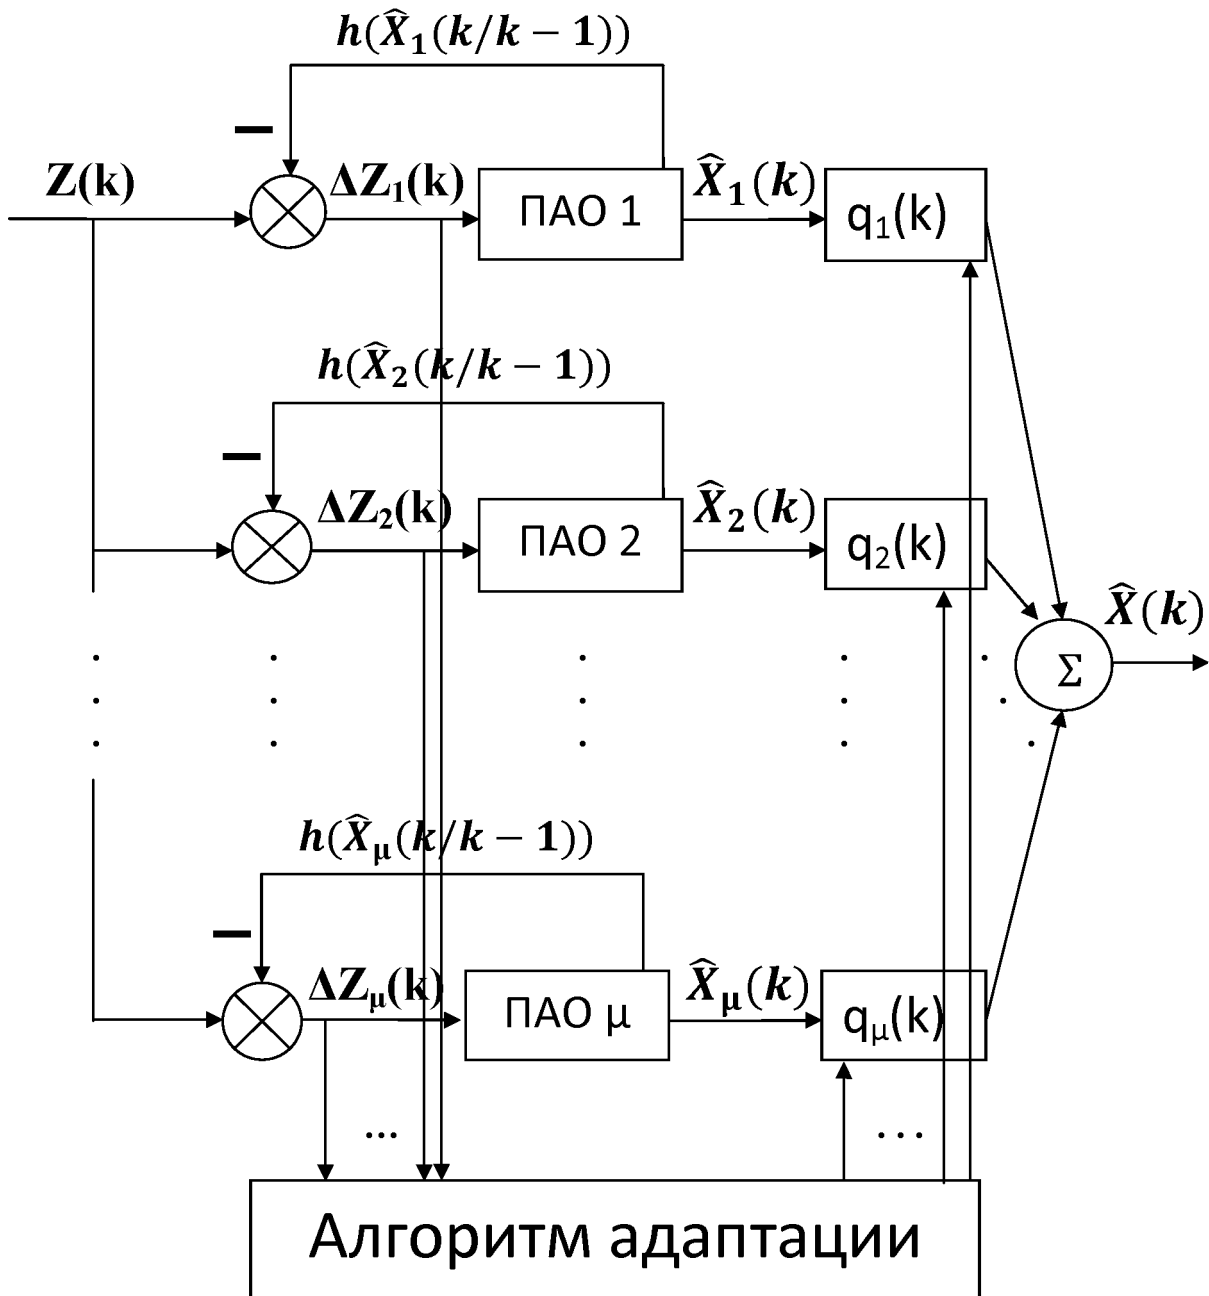 h(X̂₁(k/k − 1))
−
Z(k) ΔZ₁(k) ПАО 1 X̂₁(k) q₁(k)
h(X̂₂(k/k − 1))
−
ΔZ₂(k) ПАО 2 X̂₂(k) q₂(k)
X̂(k)
Σ
h(X̂μ(k/k − 1))
−
ΔZμ(k) ПАО μ X̂μ(k) qμ(k)
... ...
Алгоритм адаптации